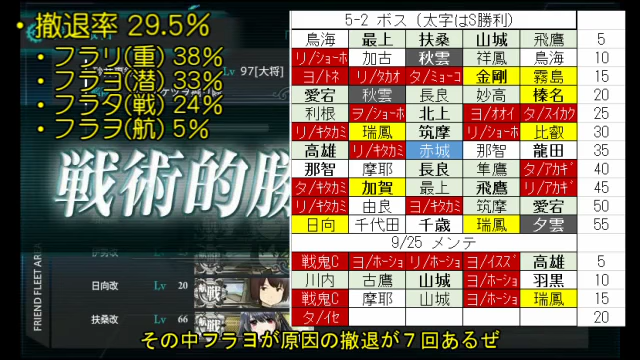 ・撤退率 29.5％
・フラリ(重) 38％
・フラヨ(潜) 33％
・フラタ(戦) 24％
・フラヲ(航) 5％
Lv 97[大将]
戦術的勝
FRIEND FLEET AREA
日向改 Lv 20
扶桑改 Lv 66
5-2 ボス (太字はS勝利)
鳥海 最上 扶桑 山城 飛鷹 5
リ/ショーホ 加古 秋雲 祥鳳 鳥海 10
ヨ/トネ リ/タカオ タ/ミョーコ 金剛 霧島 15
愛宕 秋雲 長良 妙高 榛名 20
利根 ヲ/ショーホ 北上 ヨ/オオイ タ/スイカク 25
リ/キタカミ 瑞鳳 筑摩 リ/ショーホ 比叡 30
高雄 リ/キタカミ 赤城 那智 龍田 35
那智 摩耶 長良 隼鷹 タ/アカギ 40
タ/キタカミ 加賀 最上 飛鷹 リ/アカギ 45
リ/キタカミ 由良 ヨ/キタカミ 筑摩 愛宕 50
日向 千代田 千歳 瑞鳳 夕雲 55
9/25 メンテ
戦鬼C ヨ/ホーショ リ/ホーショ ヨ/イスズ 高雄 5
川内 古鷹 山城 ヨ/ホーショ 羽黒 10
戦鬼C 摩耶 山城 ヨ/ホーショ 瑞鳳 15
タ/イセ 20
その中フラヨが原因の撤退が７回あるぜ